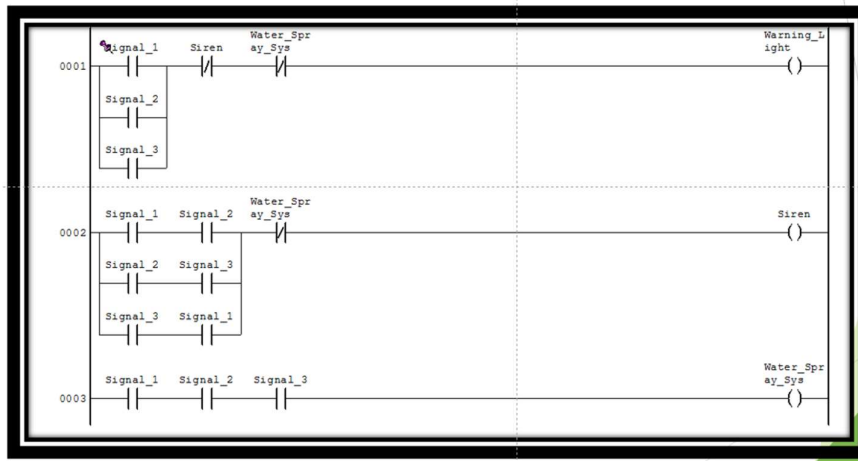 Signal_1 Siren Water_Spr
ay_Sys Warning_L
ight
0001
Signal_2
Signal_3
Signal_1 Signal_2 Water_Spr
ay_Sys Siren
0002
Signal_2 Signal_3
Signal_3 Signal_1
Signal_1 Signal_2 Signal_3 Water_Spr
ay_Sys
0003